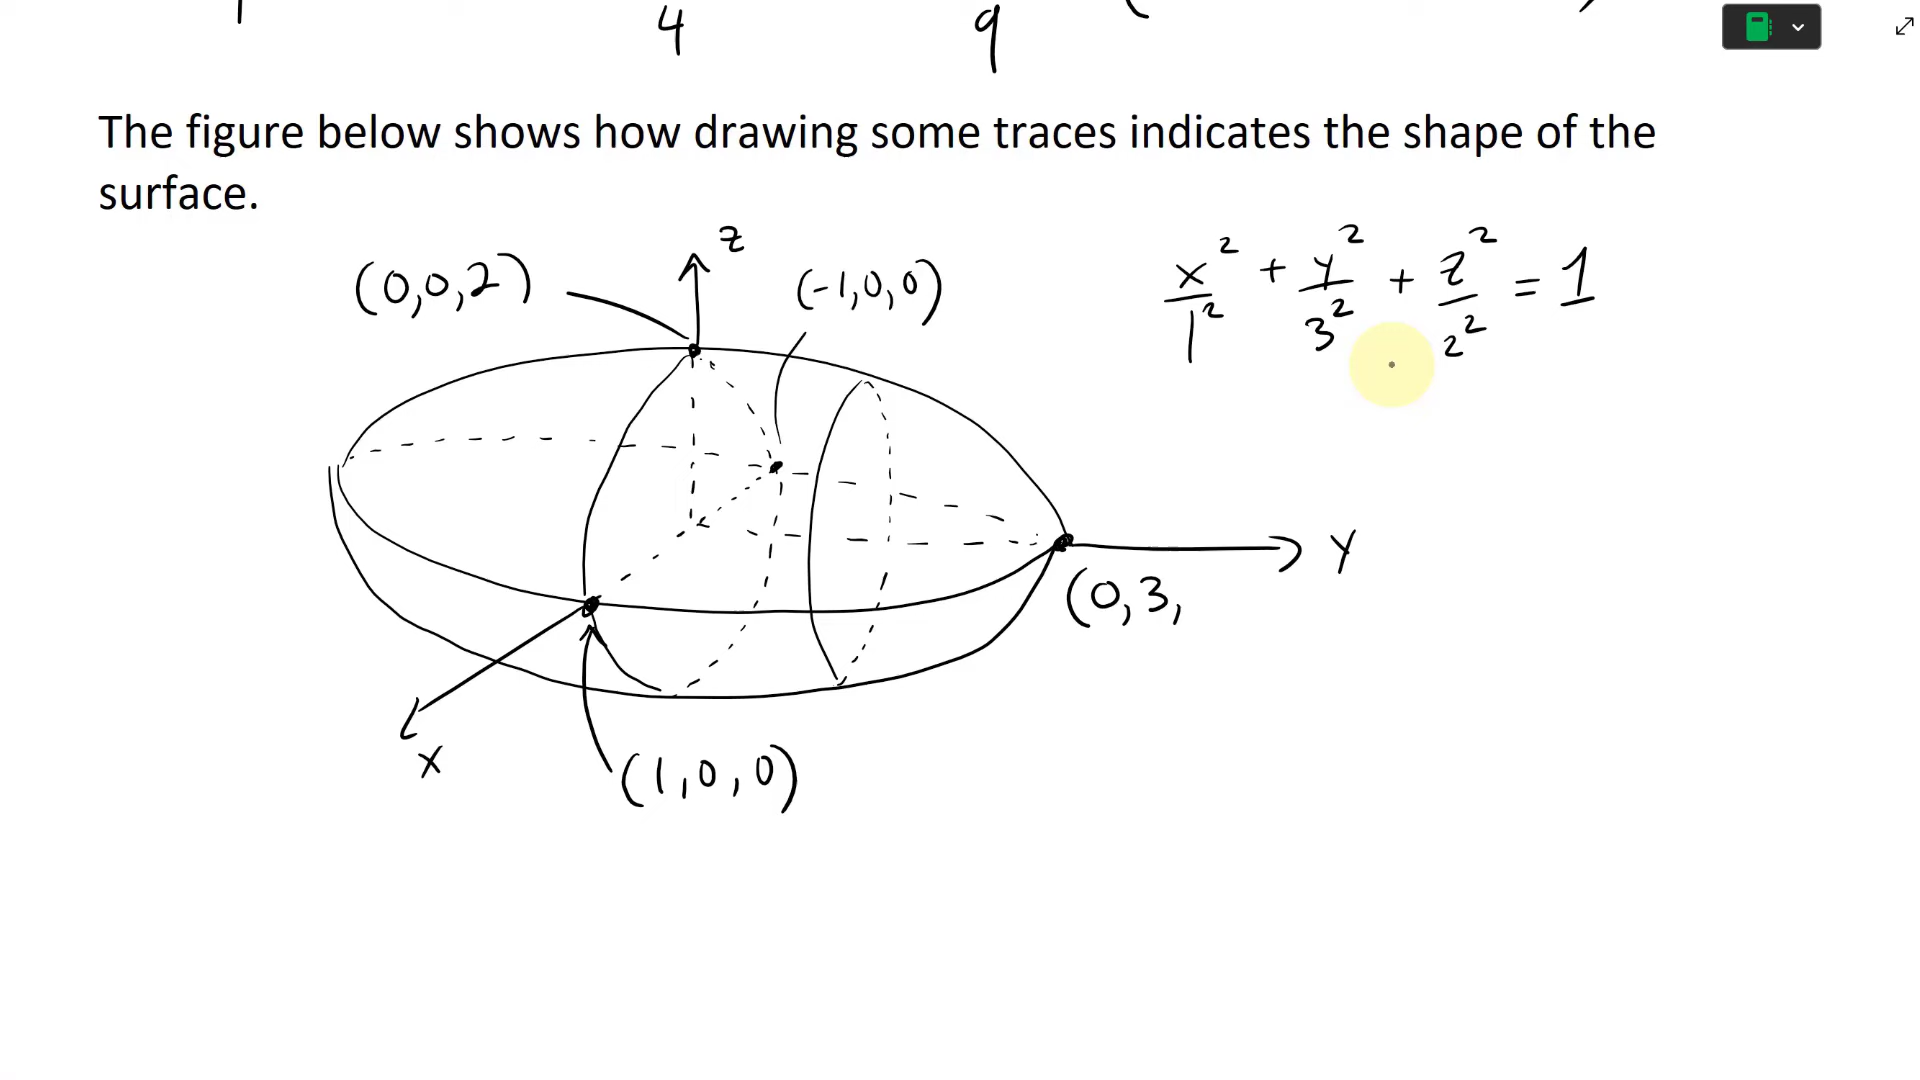 4 9
The figure below shows how drawing some traces indicates the shape of the
surface.
z
(0,0,2)
(-1,0,0)
x²/1² + y²/3² + z²/2² = 1
Y
(0,3,
X
(1,0,0)